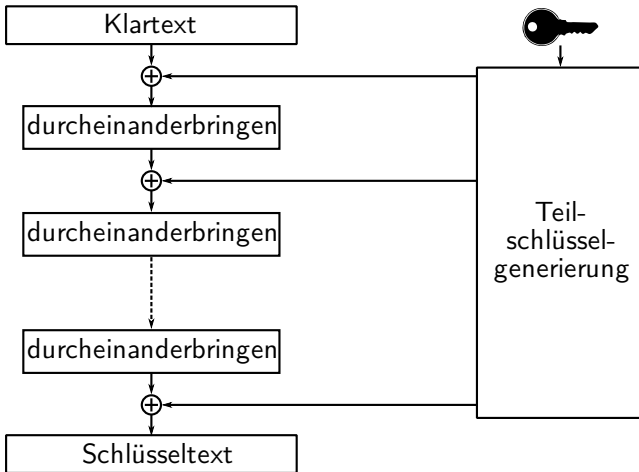 Klartext
durcheinanderbringen
durcheinanderbringen
Teil-
schlüssel-
generierung
durcheinanderbringen
Schlüsseltext